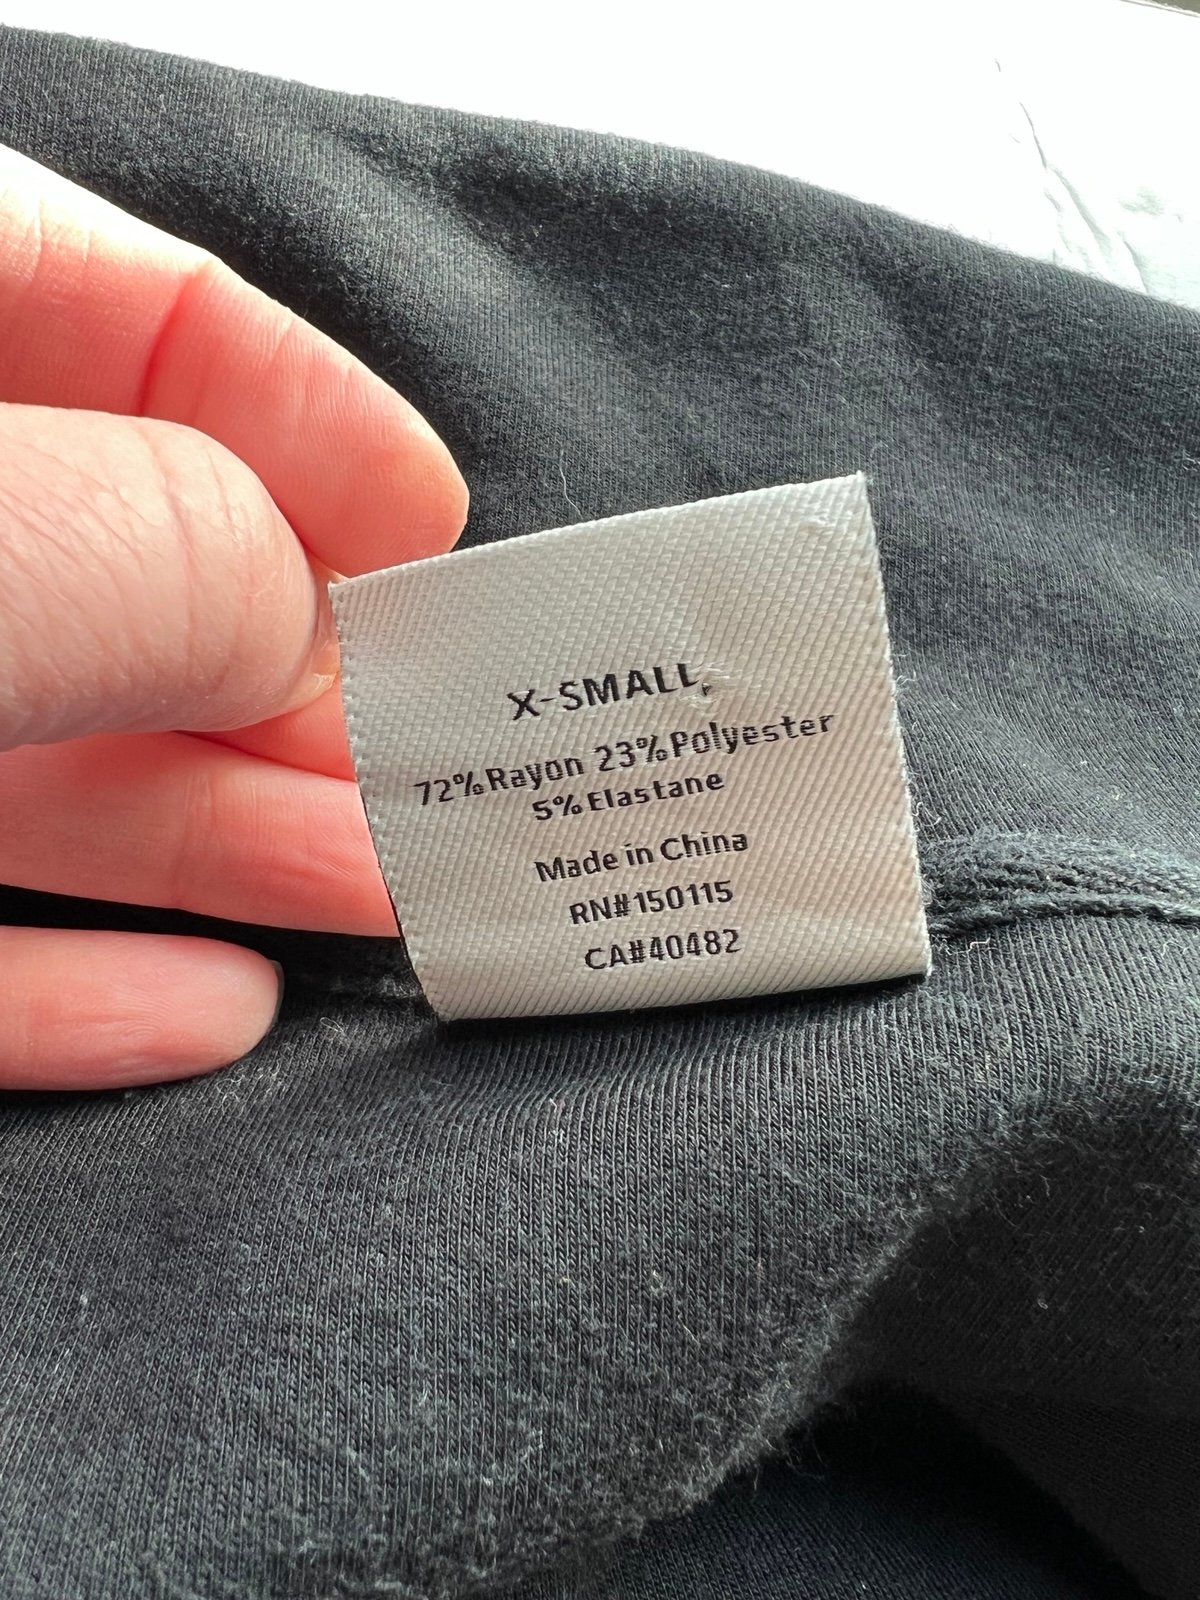 X-SMALL
72%Rayon 23%Polyester
5%Elastane
Made in China
RN#150115
CA#40482